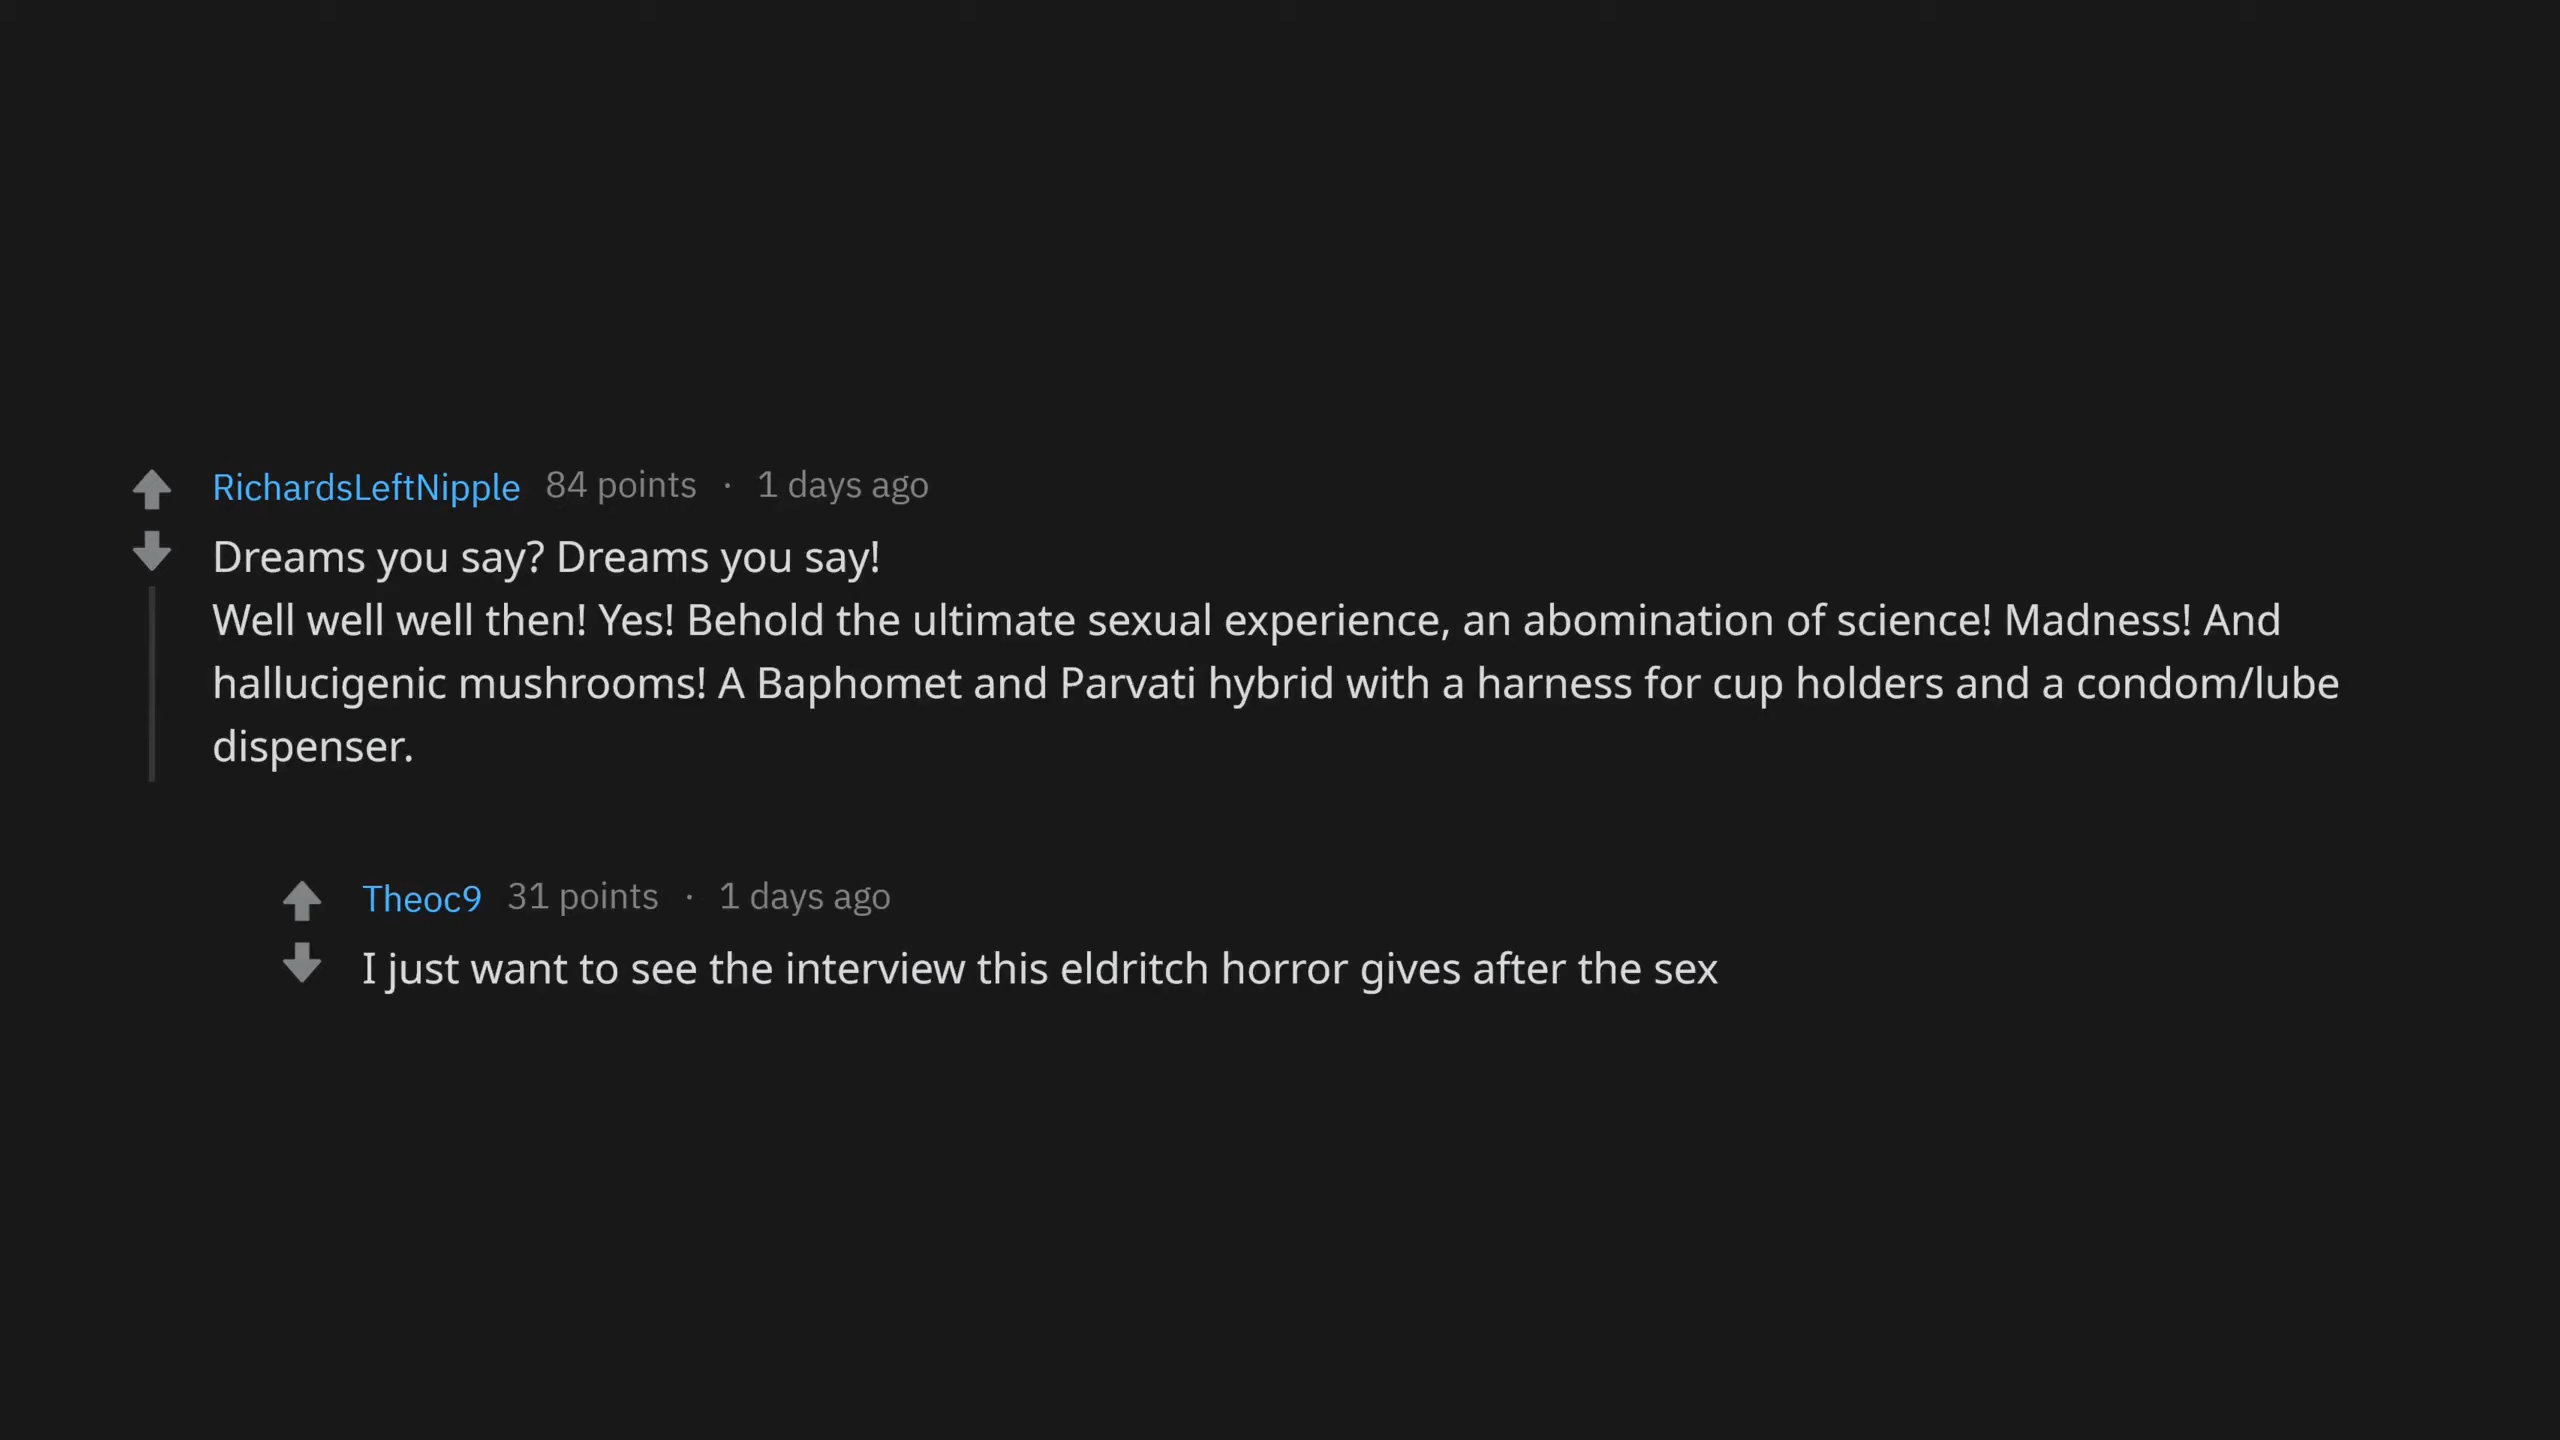 RichardsLeftNipple 84 points · 1 days ago
Dreams you say? Dreams you say!
Well well well then! Yes! Behold the ultimate sexual experience, an abomination of science! Madness! And
hallucigenic mushrooms! A Baphomet and Parvati hybrid with a harness for cup holders and a condom/lube
dispenser.
Theoc9 31 points · 1 days ago
I just want to see the interview this eldritch horror gives after the sex